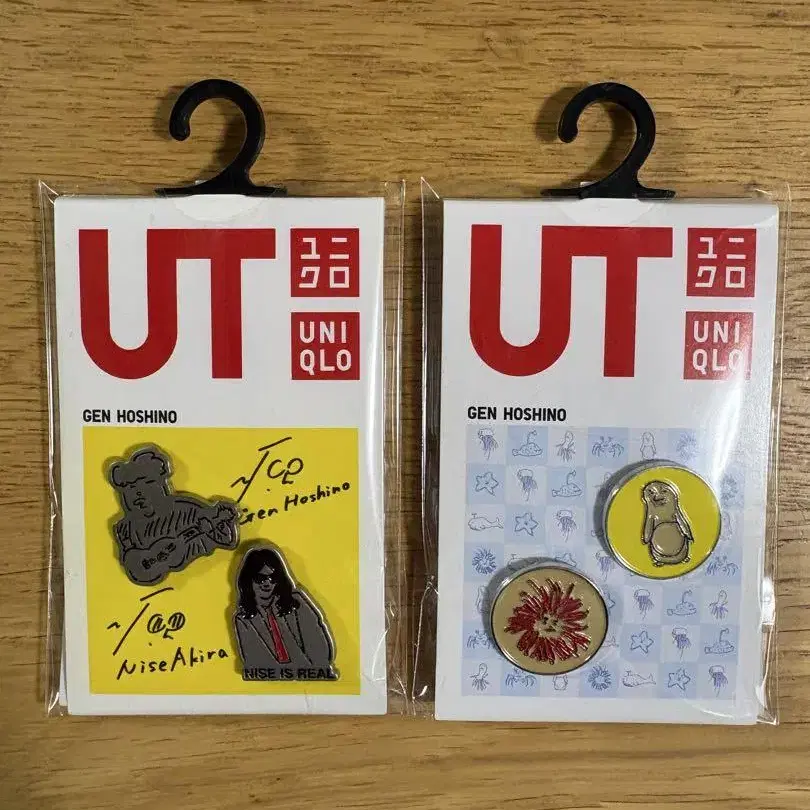 UT
ユニ
クロ
UNI
QLO
GEN HOSHINO
Gen Hoshino
Nise Akira
NISE IS REAL
UT
ユニ
クロ
UNI
QLO
GEN HOSHINO